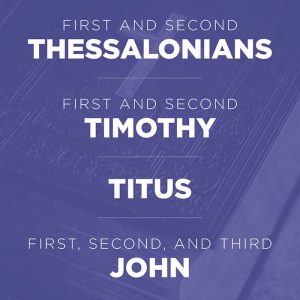 FIRST AND SECOND
THESSALONIANS
FIRST AND SECOND
TIMOTHY
TITUS
FIRST, SECOND, AND THIRD
JOHN